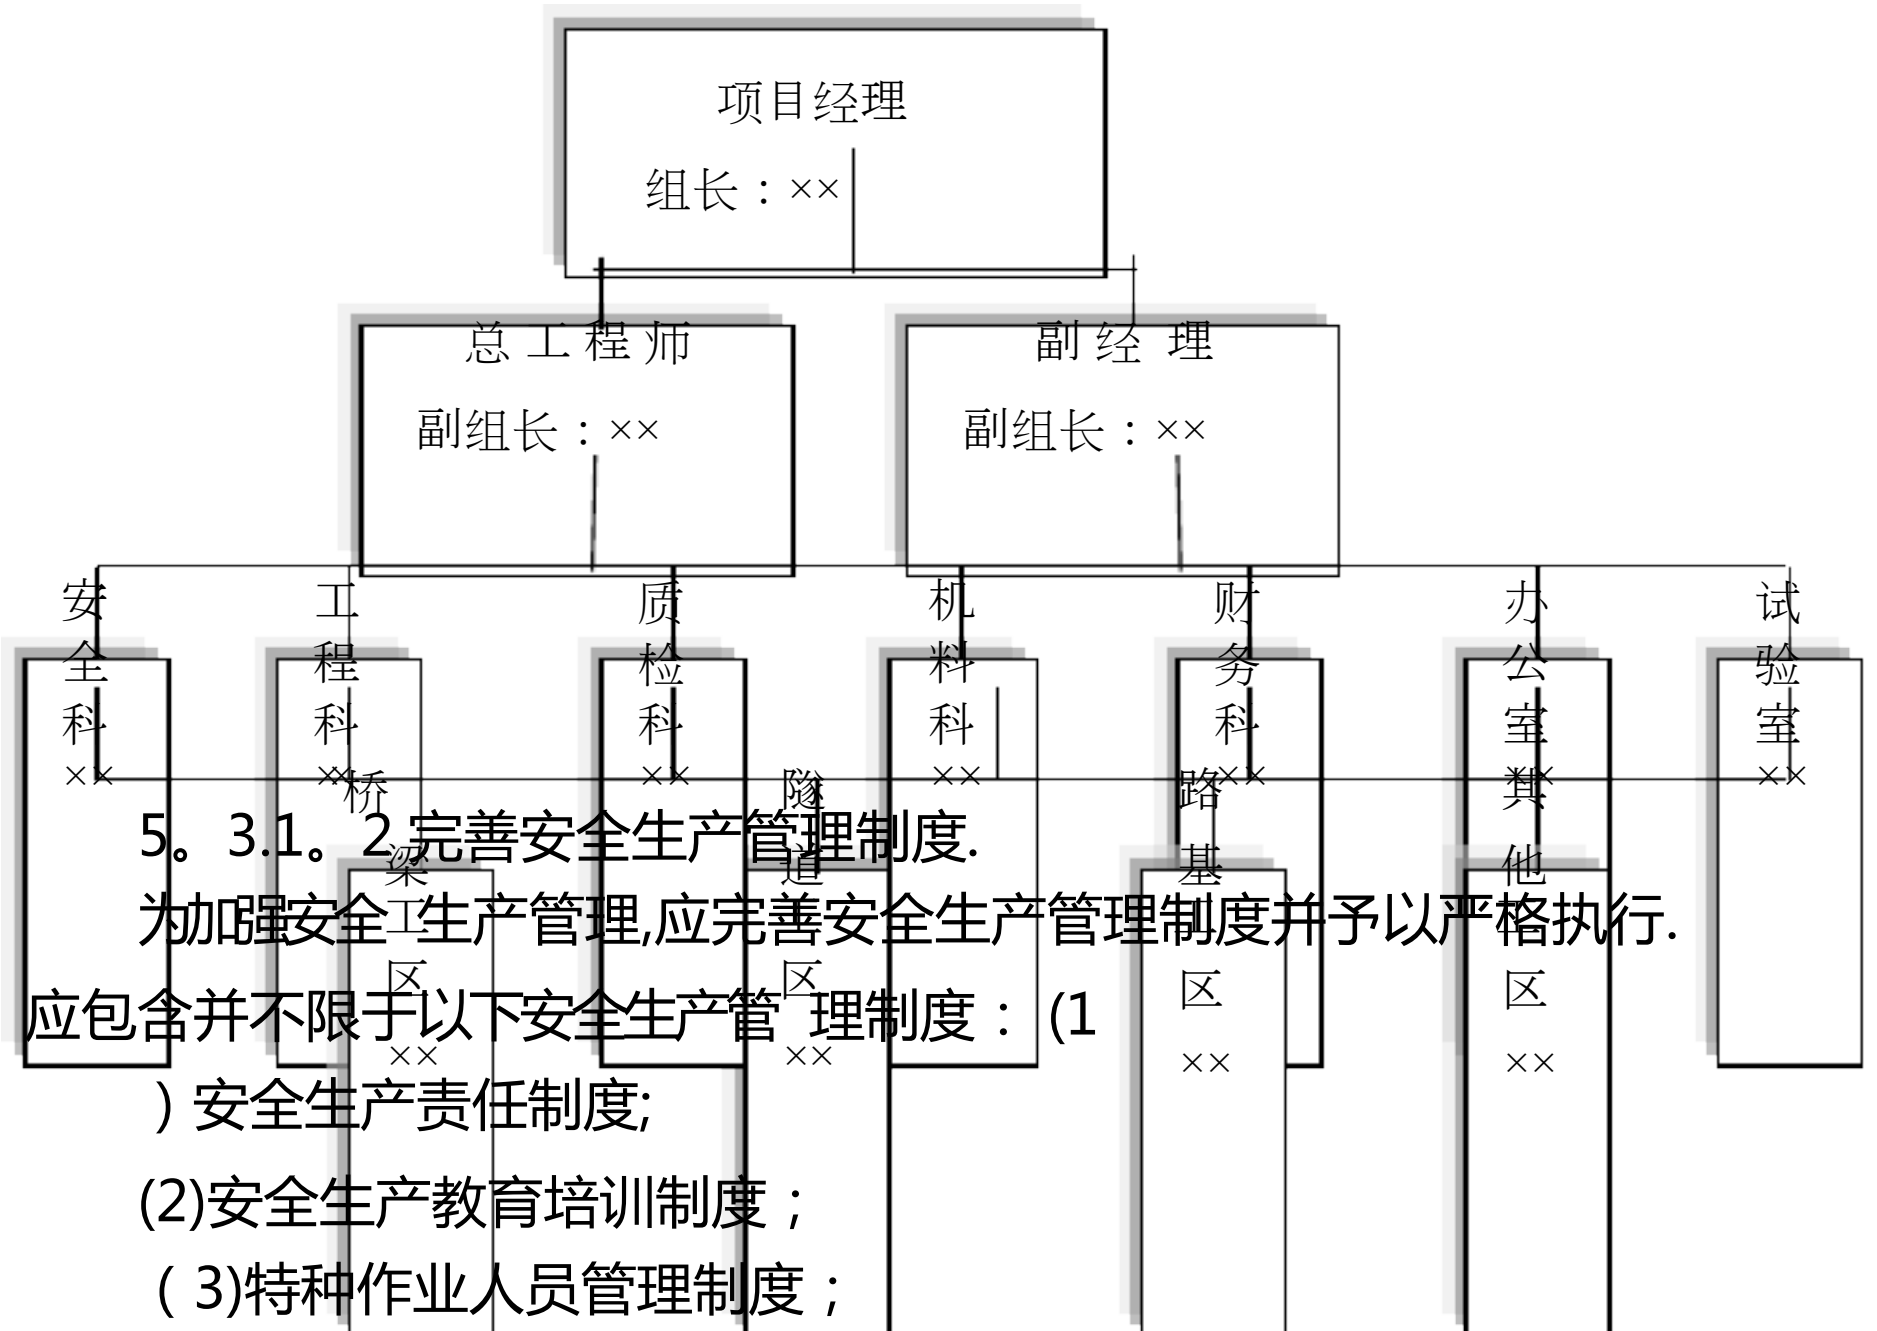 项目经理
组长：××
总工程师
副组长：××
副经理
副组长：××
安全科××
工程科××
质检科××
机料科××
财务科××
办公室××
试验室××
桥梁工区××
隧道工区××
路基工区××
其他工区××
5。3.1。2完善安全生产管理制度.
为加强安全 生产管理,应完善安全生产管理制度并予以严格执行.
应包含并不限于以下安全生产管 理制度：(1
）安全生产责任制度;
(2)安全生产教育培训制度；
（3)特种作业人员管理制度；